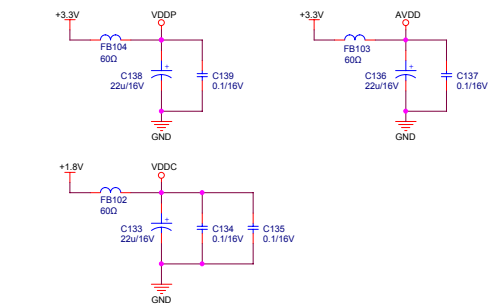 +3.3V
VDDP
FB104
60Ω
C138
22u/16V
C139
0.1/16V
GND
+3.3V
AVDD
FB103
60Ω
C136
22u/16V
C137
0.1/16V
GND
+1.8V
VDDC
FB102
60Ω
C133
22u/16V
C134
0.1/16V
C135
0.1/16V
GND
+
+
+